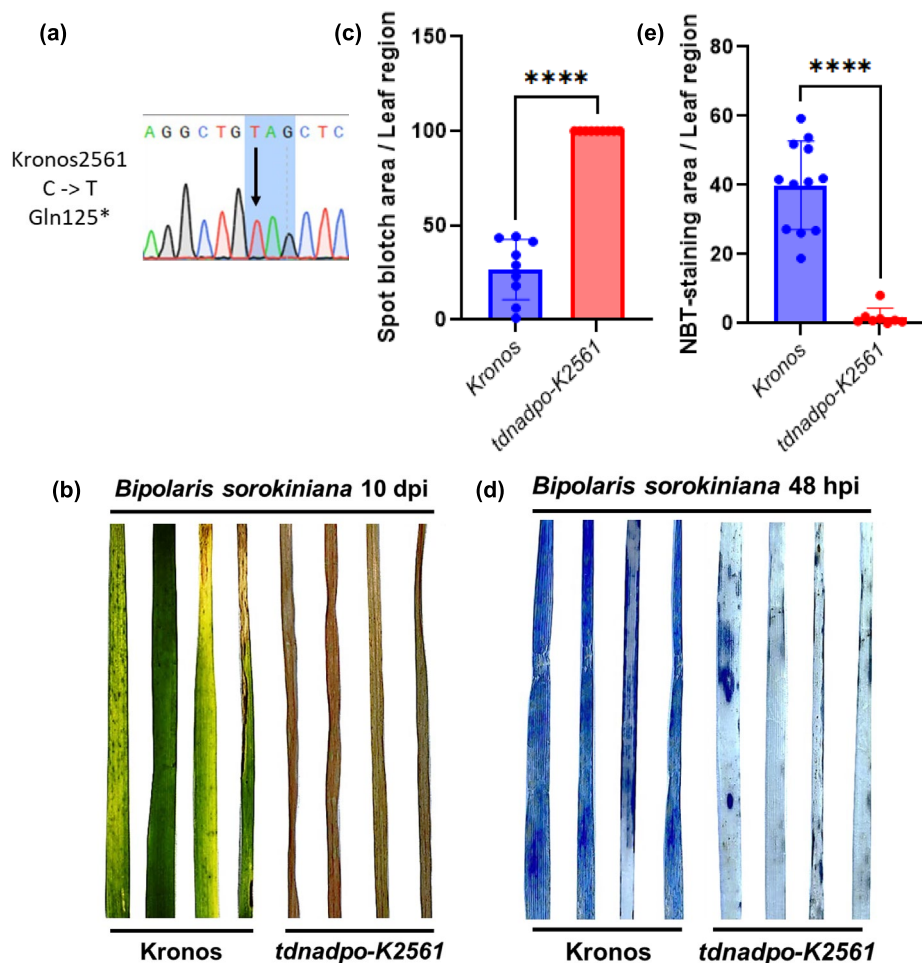 (a)
AGGCTGTAGCTC
Kronos2561
C -> T
Gln125*
(c)
Spot blotch area / Leaf region
150
100
50
0
****
Kronos
tdnadpo-K2561
(e)
NBT-staining area / Leaf region
80
60
40
20
0
****
Kronos
tdnadpo-K2561
(b)
Bipolaris sorokiniana 10 dpi
Kronos
tdnadpo-K2561
(d)
Bipolaris sorokiniana 48 hpi
Kronos
tdnadpo-K2561